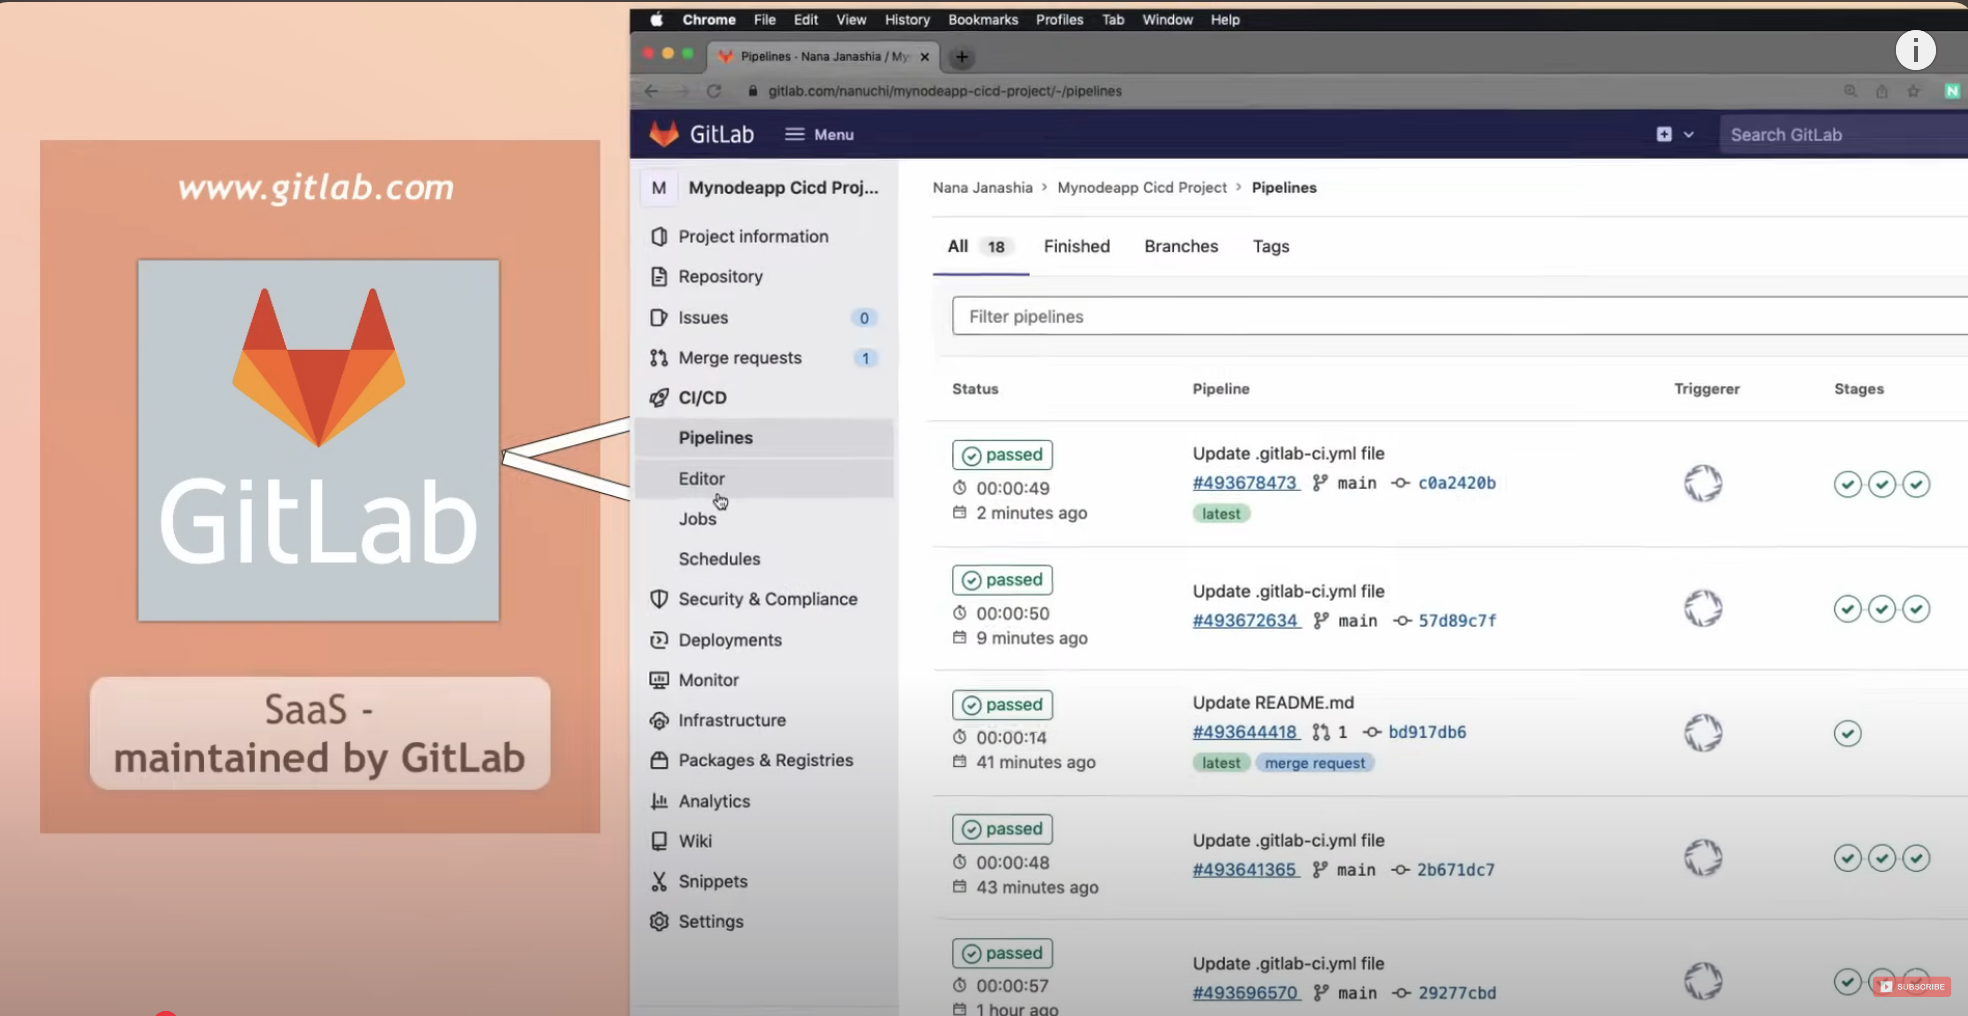 Chrome File Edit View History Bookmarks Profiles Tab Window Help
Pipelines · Nana Janashia / My
gitlab.com/nanuchi/mynodeapp-cicd-project/-/pipelines
GitLab Menu Search GitLab
www.gitlab.com
GitLab
SaaS -
maintained by GitLab
M Mynodeapp Cicd Proj...
Project information
Repository
Issues 0
Merge requests 1
CI/CD
Pipelines
Editor
Jobs
Schedules
Security & Compliance
Deployments
Monitor
Infrastructure
Packages & Registries
Analytics
Wiki
Snippets
Settings
Nana Janashia › Mynodeapp Cicd Project › Pipelines
All 18 Finished Branches Tags
Filter pipelines
Status Pipeline Triggerer Stages
passed
00:00:49
2 minutes ago
Update .gitlab-ci.yml file
#493678473 main c0a2420b
latest
passed
00:00:50
9 minutes ago
Update .gitlab-ci.yml file
#493672634 main 57d89c7f
passed
00:00:14
41 minutes ago
Update README.md
#493644418 1 bd917db6
latest merge request
passed
00:00:48
43 minutes ago
Update .gitlab-ci.yml file
#493641365 main 2b671dc7
passed
00:00:57
1 hour ago
Update .gitlab-ci.yml file
#493696570 main 29277cbd
SUBSCRIBE